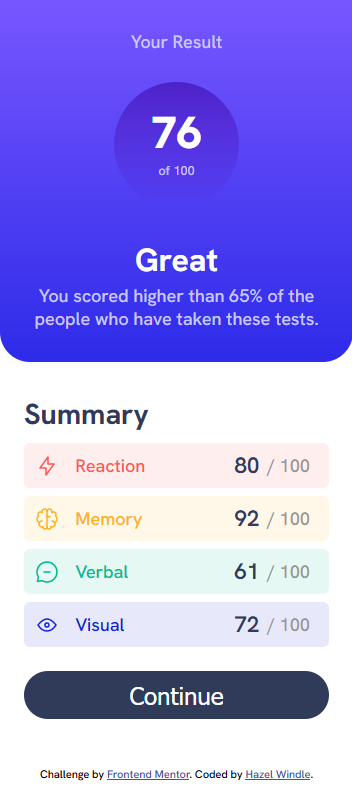 Your Result
76
of 100
Great
You scored higher than 65% of the
people who have taken these tests.
Summary
Reaction 80 / 100
Memory 92 / 100
Verbal 61 / 100
Visual 72 / 100
Continue
Challenge by Frontend Mentor. Coded by Hazel Windle.